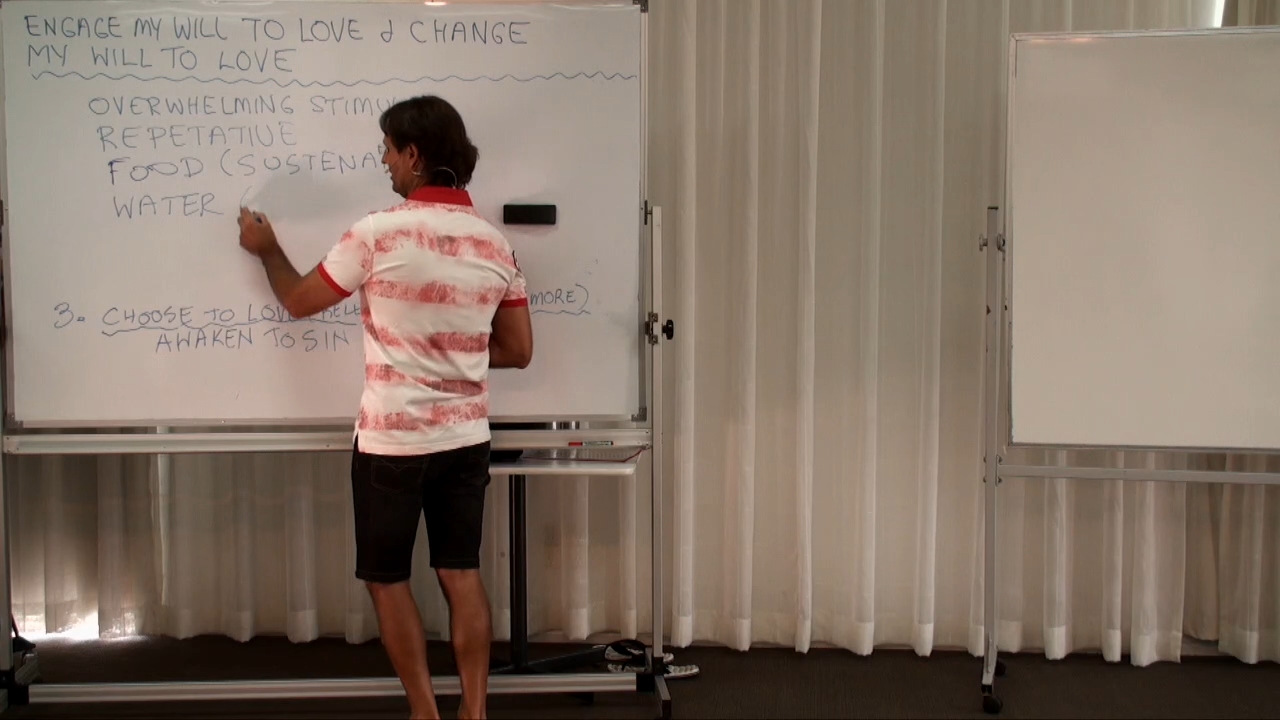 ENGAGE MY WILL TO LOVE & CHANGE
MY WILL TO LOVE
OVERWHELMING
REPETATIVE
FOOD
WATER (
3. CHOOSE TO MORE)
AWAKEN TO SIN